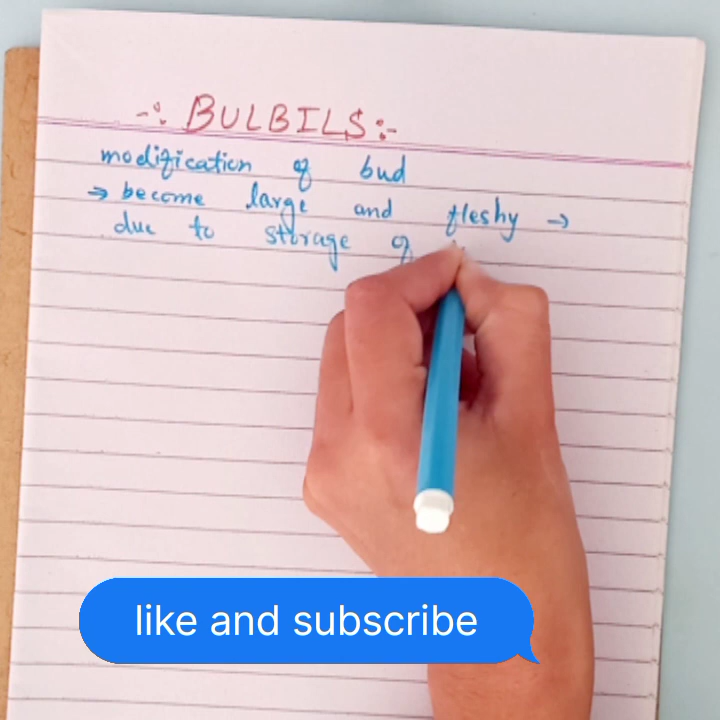 -:BULBILS:-
modification of bud
→ become large and fleshy →
due to storage of
like and subscribe